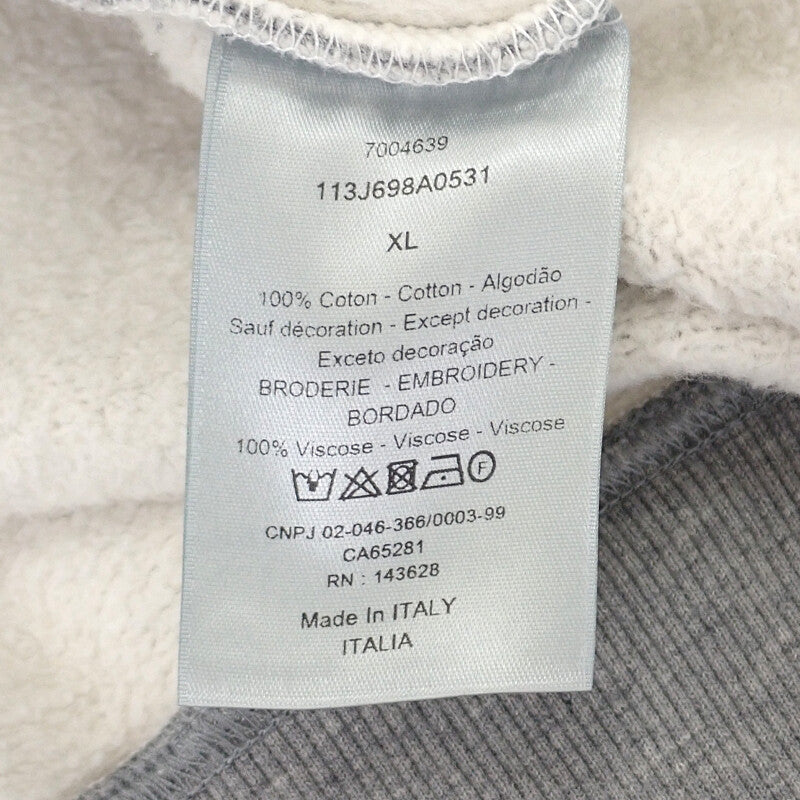 7004639
113J698A0531
XL
100% Coton - Cotton - Algodão
Sauf décoration - Except decoration -
Exceto decoração
BRODERIE - EMBROIDERY -
BORDADO
100% Viscose - Viscose - Viscose
F
CNPJ 02-046-366/0003-99
CA65281
RN : 143628
Made In ITALY
ITALIA